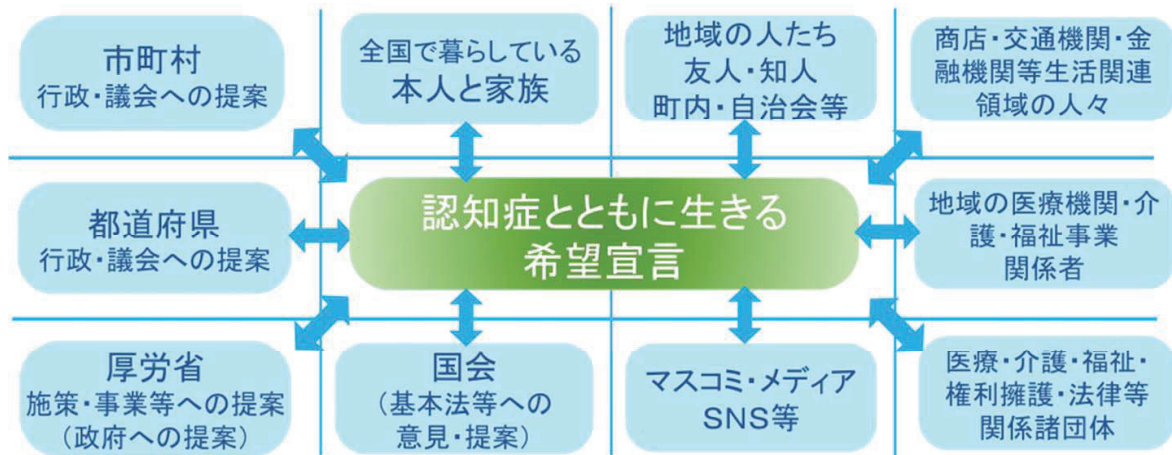 市町村
行政・議会への提案
全国で暮らしている
本人と家族
地域の人たち
友人・知人
町内・自治会等
商店・交通機関・金
融機関等生活関連
領域の人々
都道府県
行政・議会への提案
認知症とともに生きる
希望宣言
地域の医療機関・介
護・福祉事業
関係者
厚労省
施策・事業等への提案
(政府への提案)
国会
(基本法等への
意見・提案)
マスコミ・メディア
SNS等
医療・介護・福祉・
権利擁護・法律等
関係諸団体